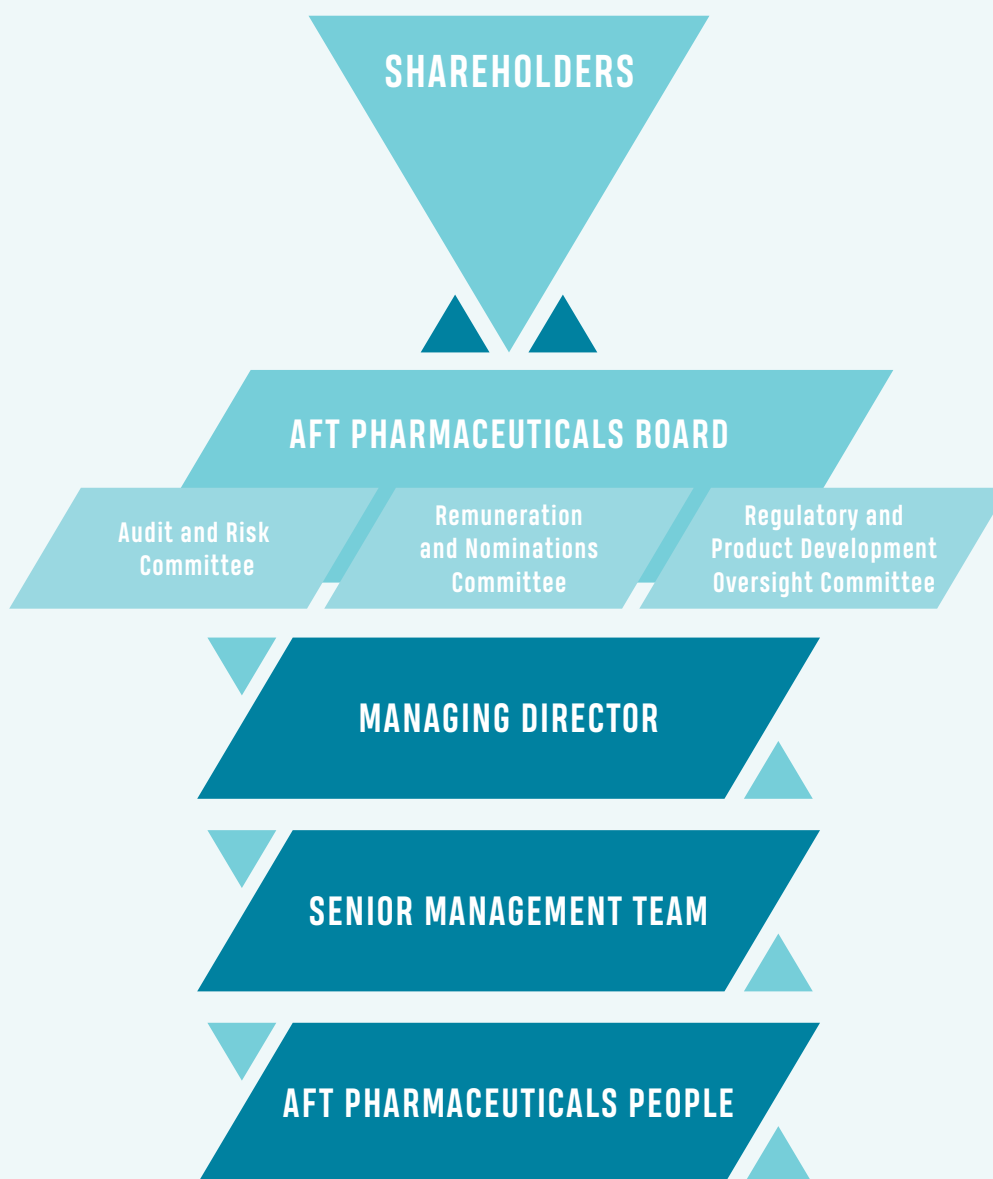 SHAREHOLDERS
AFT PHARMACEUTICALS BOARD
Audit and Risk
Committee
Remuneration
and Nominations
Committee
Regulatory and
Product Development
Oversight Committee
MANAGING DIRECTOR
SENIOR MANAGEMENT TEAM
AFT PHARMACEUTICALS PEOPLE